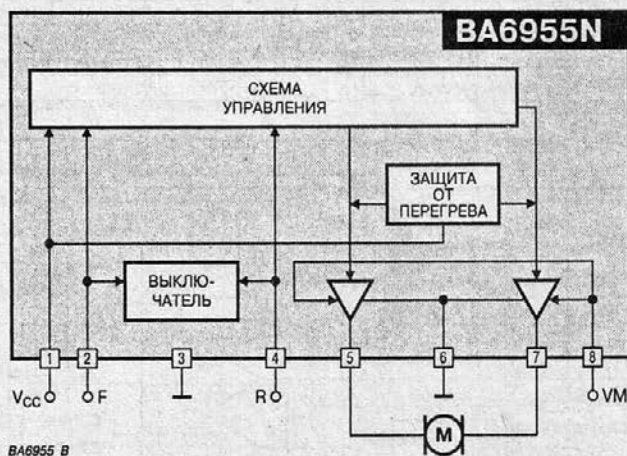 BA6955N
СХЕМА
УПРАВЛЕНИЯ
ЗАЩИТА
ОТ
ПЕРЕГРЕВА
ВЫКЛЮ-
ЧАТЕЛЬ
1 2 3 4 5 6 7 8
VCC F R VM
M
BA6955 B